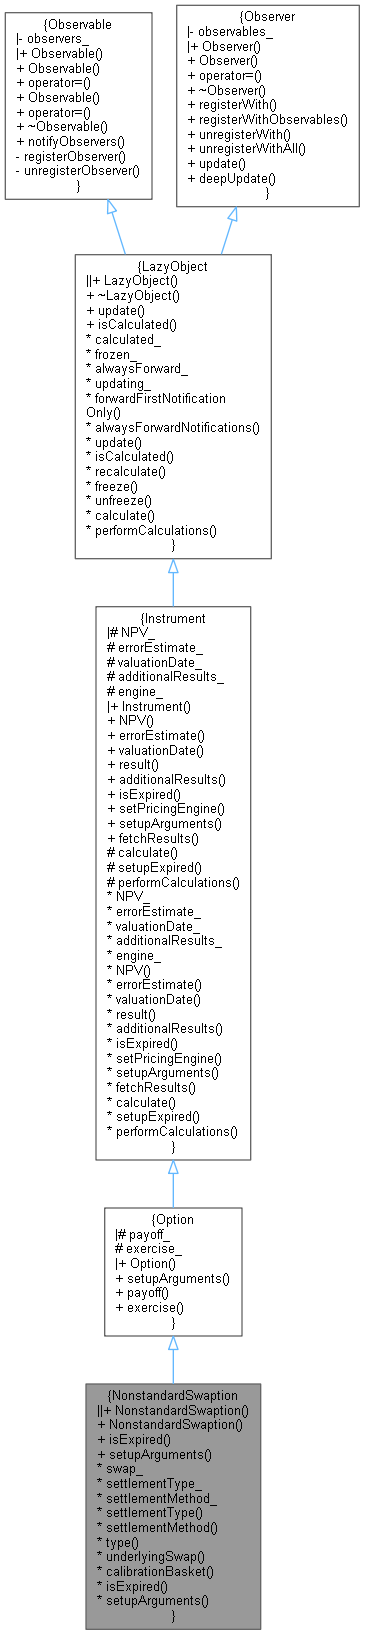 {Observable
|- observers_
|+ Observable()
+ Observable()
+ operator=()
+ Observable()
+ operator=()
+ ~Observable()
+ notifyObservers()
- registerObserver()
- unregisterObserver()
}
{Observer
|- observables_
|+ Observer()
+ Observer()
+ operator=()
+ ~Observer()
+ registerWith()
+ registerWithObservables()
+ unregisterWith()
+ unregisterWithAll()
+ update()
+ deepUpdate()
}
{LazyObject
||+ LazyObject()
+ ~LazyObject()
+ update()
+ isCalculated()
* calculated_
* frozen_
* alwaysForward_
* updating_
* forwardFirstNotification
Only()
* alwaysForwardNotifications()
* update()
* isCalculated()
* recalculate()
* freeze()
* unfreeze()
* calculate()
* performCalculations()
}
{Instrument
|# NPV_
# errorEstimate_
# valuationDate_
# additionalResults_
# engine_
|+ Instrument()
+ NPV()
+ errorEstimate()
+ valuationDate()
+ result()
+ additionalResults()
+ isExpired()
+ setPricingEngine()
+ setupArguments()
+ fetchResults()
# calculate()
# setupExpired()
# performCalculations()
* NPV_
* errorEstimate_
* valuationDate_
* additionalResults_
* engine_
* NPV()
* errorEstimate()
* valuationDate()
* result()
* additionalResults()
* isExpired()
* setPricingEngine()
* setupArguments()
* fetchResults()
* calculate()
* setupExpired()
* performCalculations()
}
{Option
|# payoff_
# exercise_
|+ Option()
+ setupArguments()
+ payoff()
+ exercise()
}
{NonstandardSwaption
||+ NonstandardSwaption()
+ NonstandardSwaption()
+ isExpired()
+ setupArguments()
* swap_
* settlementType_
* settlementMethod_
* settlementType()
* settlementMethod()
* type()
* underlyingSwap()
* calibrationBasket()
* isExpired()
* setupArguments()
}